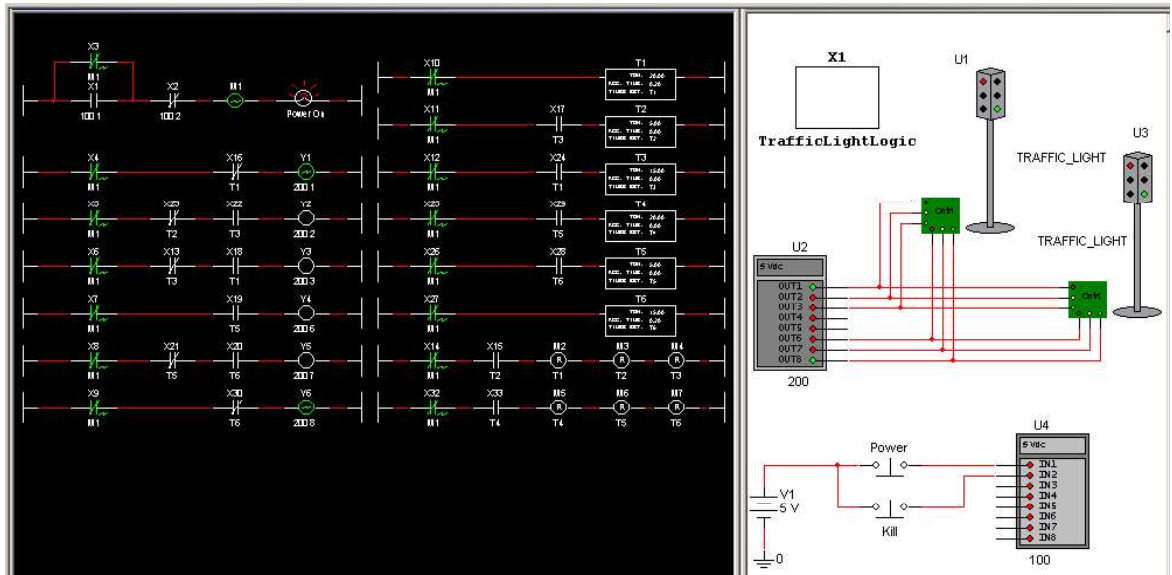 X3
M1
X1
100 1
X2
100 2
M1
Power On
X4
M1
X16
T1
Y1
200 1
X5
M1
X23
T2
X22
T3
Y2
200 2
X6
M1
X13
T3
X18
T1
Y3
200 3
X7
M1
X19
T5
Y4
200 6
X8
M1
X21
T5
X20
T6
Y5
200 7
X9
M1
X30
T6
Y6
200 8
X10
M1
T1
X11
M1
X17
T3
T2
X12
M1
X24
T1
T3
X25
M1
X29
T5
T4
X26
M1
X28
T6
T5
X27
M1
T6
X14
M1
X15
T2
M2
R
T1
M3
R
T2
M4
R
T3
X32
M1
X33
T4
M5
R
T4
M6
R
T5
M7
R
T6
X1
TrafficLightLogic
U1
TRAFFIC_LIGHT
U3
TRAFFIC_LIGHT
U2
5 Vdc
OUT1
OUT2
OUT3
OUT4
OUT5
OUT6
OUT7
OUT8
200
Power
Kill
V1
5 V
0
U4
5 Vdc
IN1
IN2
IN3
IN4
IN5
IN6
IN7
IN8
100